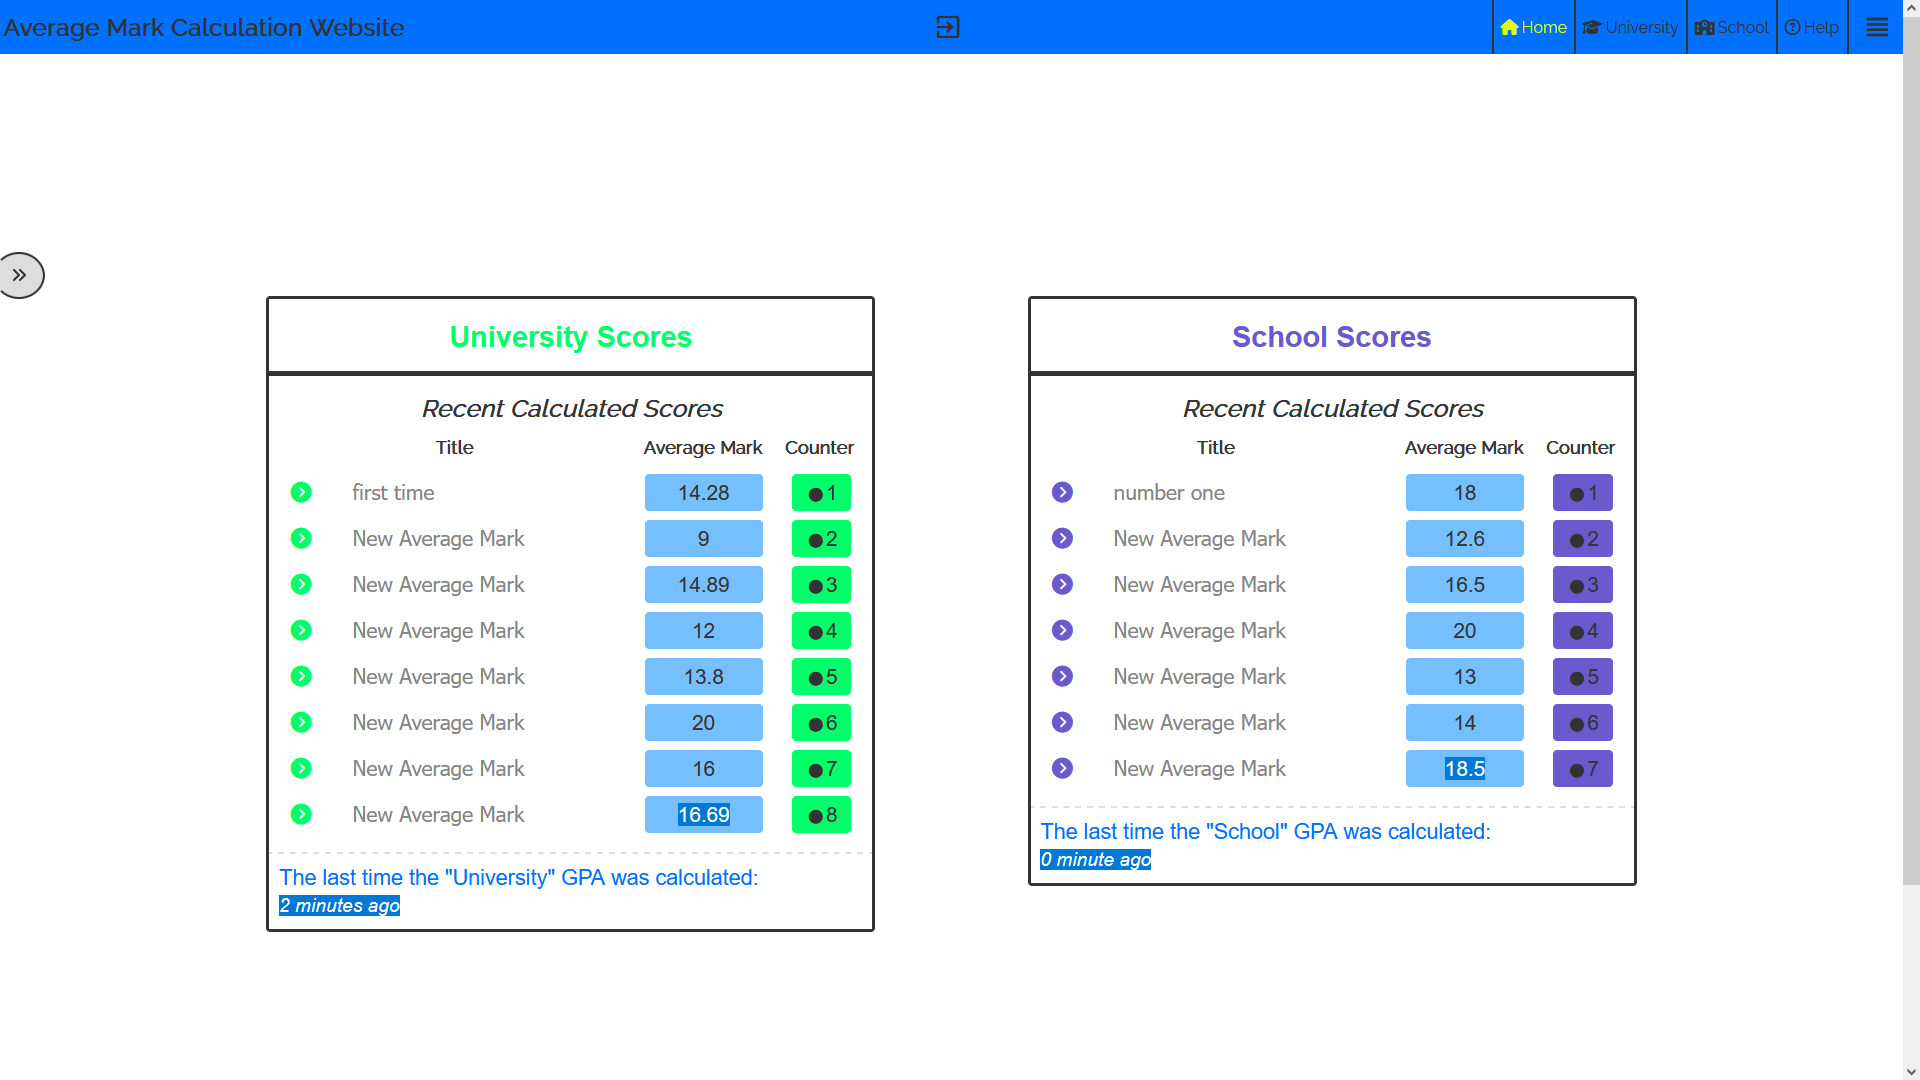 Average Mark Calculation Website
Home University School Help
University Scores
Recent Calculated Scores
Title Average Mark Counter
first time 14.28 1
New Average Mark 9 2
New Average Mark 14.89 3
New Average Mark 12 4
New Average Mark 13.8 5
New Average Mark 20 6
New Average Mark 16 7
New Average Mark 16.69 8
The last time the "University" GPA was calculated:
2 minutes ago
School Scores
Recent Calculated Scores
Title Average Mark Counter
number one 18 1
New Average Mark 12.6 2
New Average Mark 16.5 3
New Average Mark 20 4
New Average Mark 13 5
New Average Mark 14 6
New Average Mark 18.5 7
The last time the "School" GPA was calculated:
0 minute ago